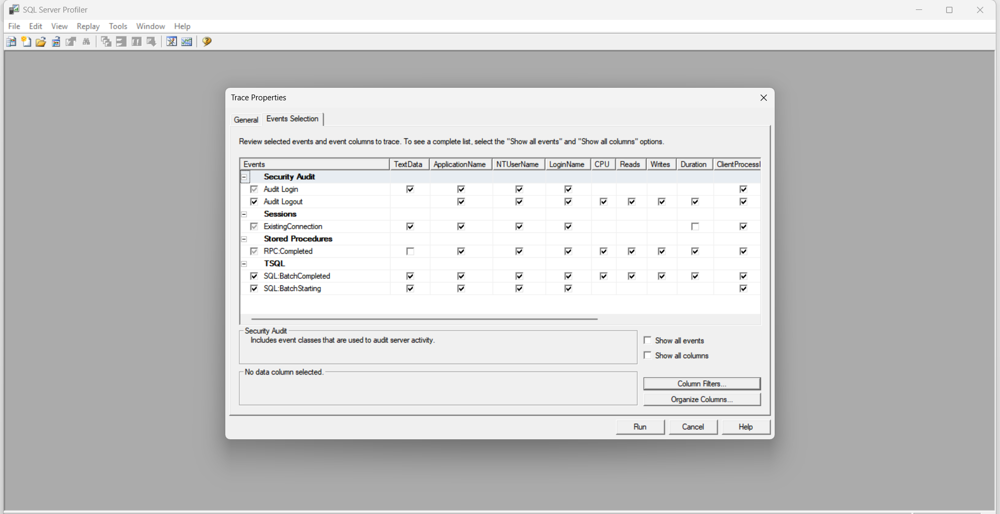 SQL Server Profiler
File Edit View Replay Tools Window Help
Trace Properties
General Events Selection
Review selected events and event columns to trace. To see a complete list, select the "Show all events" and "Show all columns" options.
Events TextData ApplicationName NTUserName LoginName CPU Reads Writes Duration ClientProcessI
Security Audit
Audit Login
Audit Logout
Sessions
ExistingConnection
Stored Procedures
RPC:Completed
TSQL
SQL:BatchCompleted
SQL:BatchStarting
Security Audit
Includes event classes that are used to audit server activity.
Show all events
Show all columns
No data column selected.
Column Filters...
Organize Columns...
Run Cancel Help